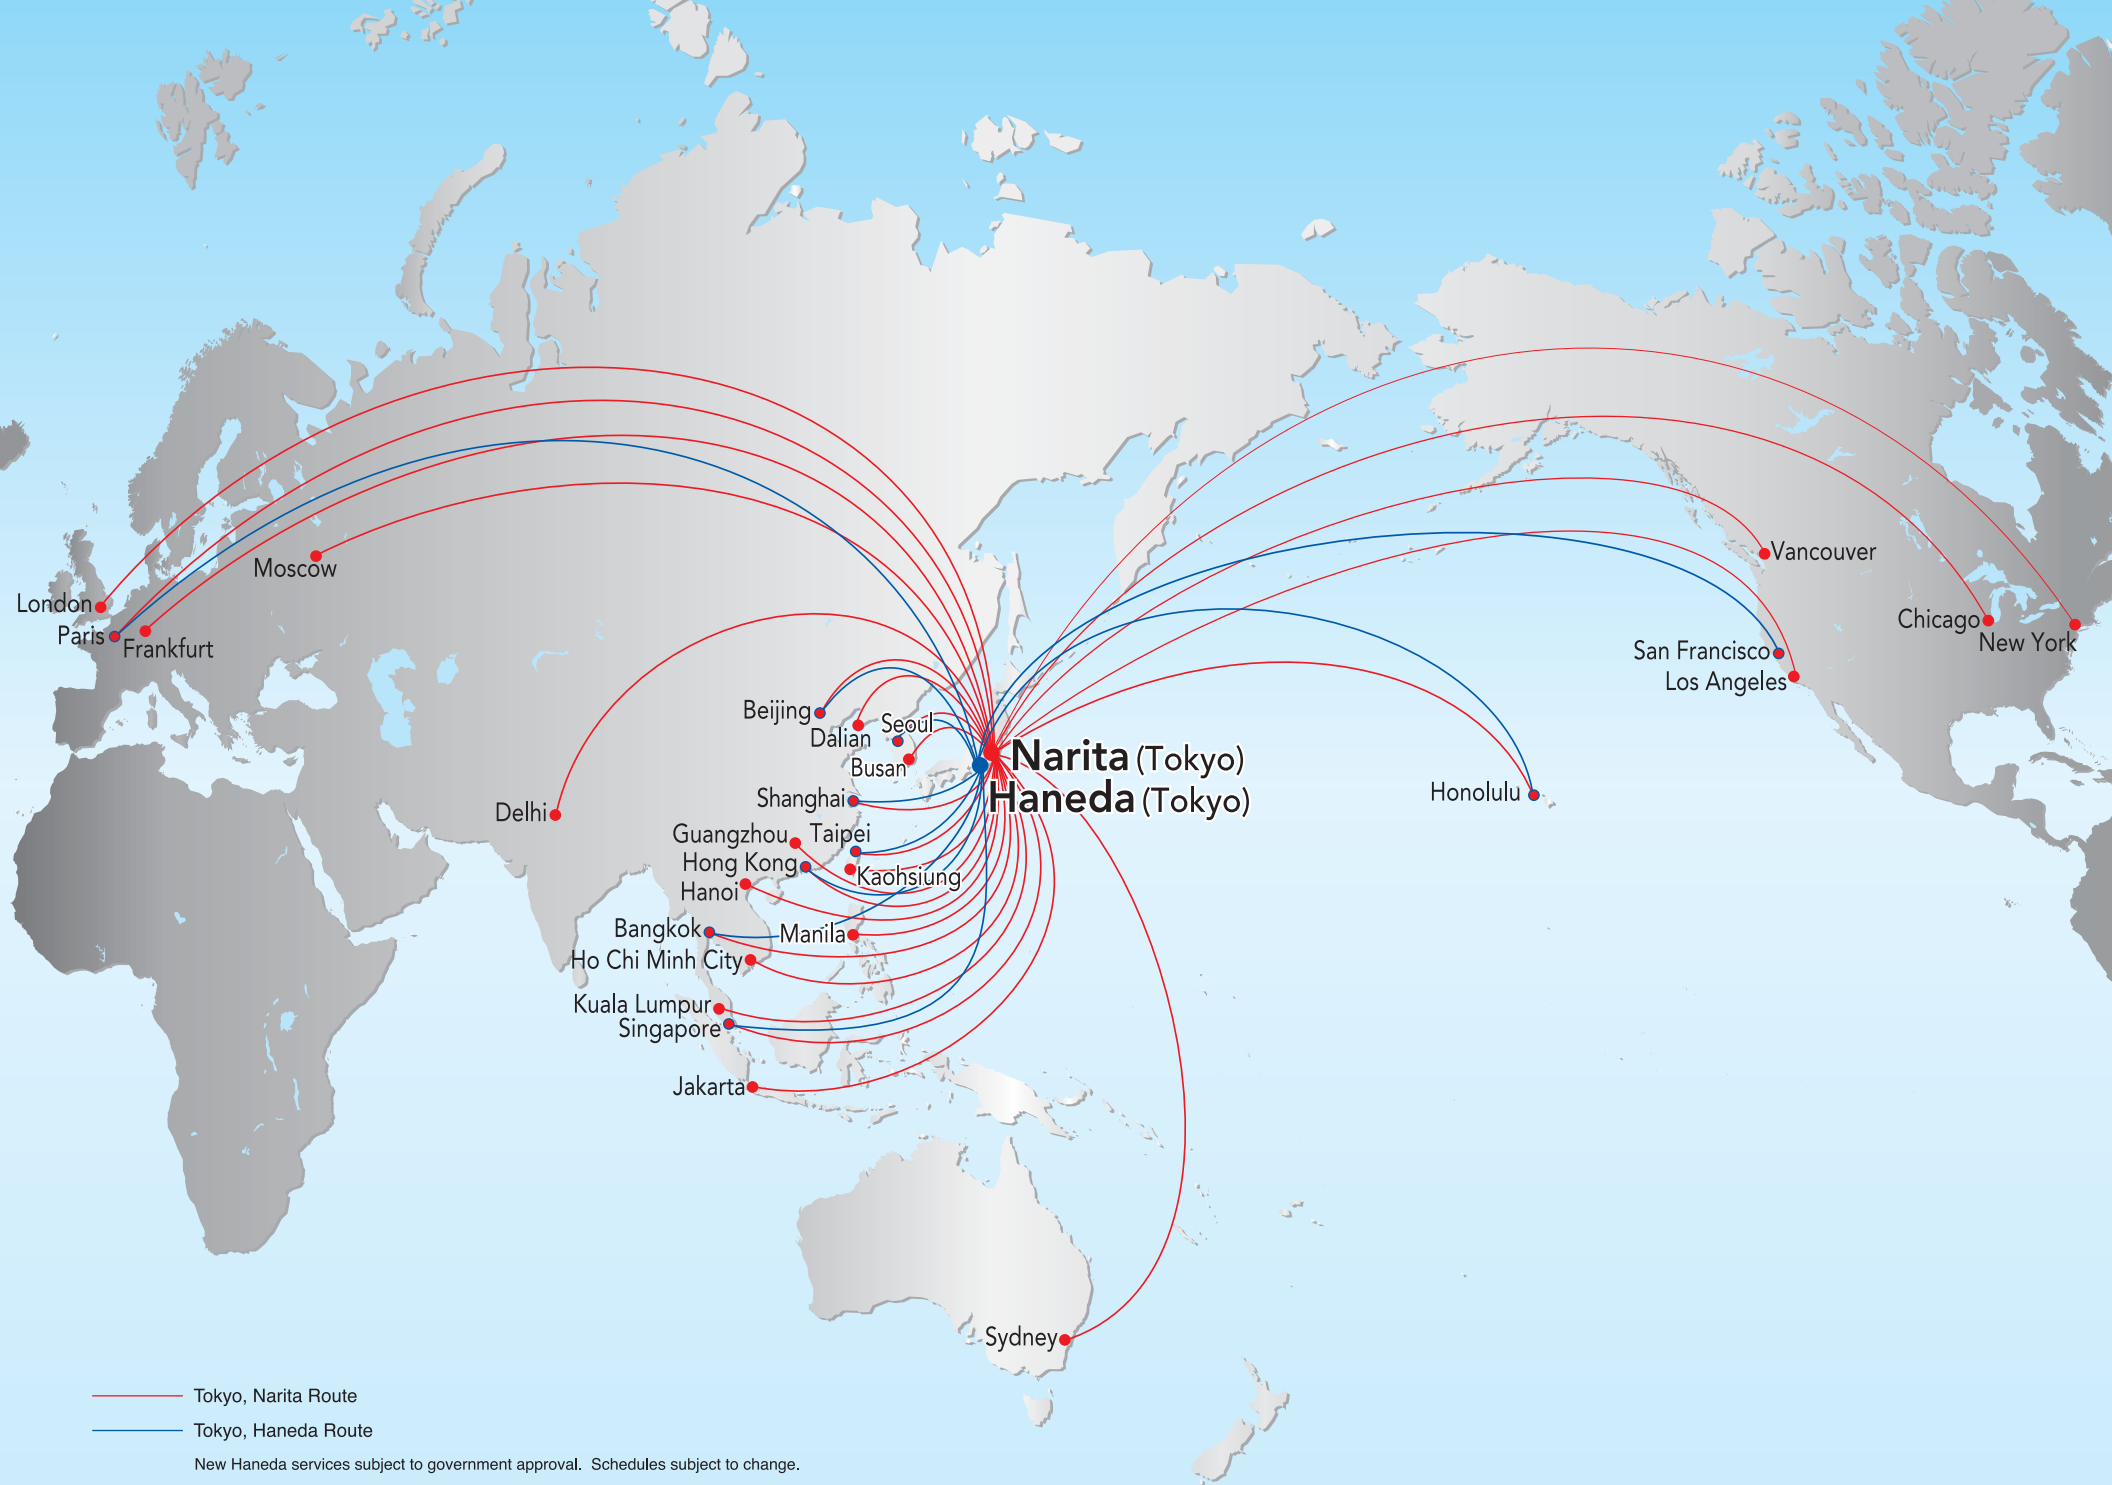 Moscow
London
Paris
Frankfurt
Vancouver
Chicago
New York
San Francisco
Los Angeles
Beijing
Dalian
Seoul
Busan
Narita (Tokyo)
Haneda (Tokyo)
Honolulu
Shanghai
Delhi
Guangzhou
Taipei
Hong Kong
Kaohsiung
Hanoi
Bangkok
Manila
Ho Chi Minh City
Kuala Lumpur
Singapore
Jakarta
Sydney
Tokyo, Narita Route
Tokyo, Haneda Route
New Haneda services subject to government approval. Schedules subject to change.